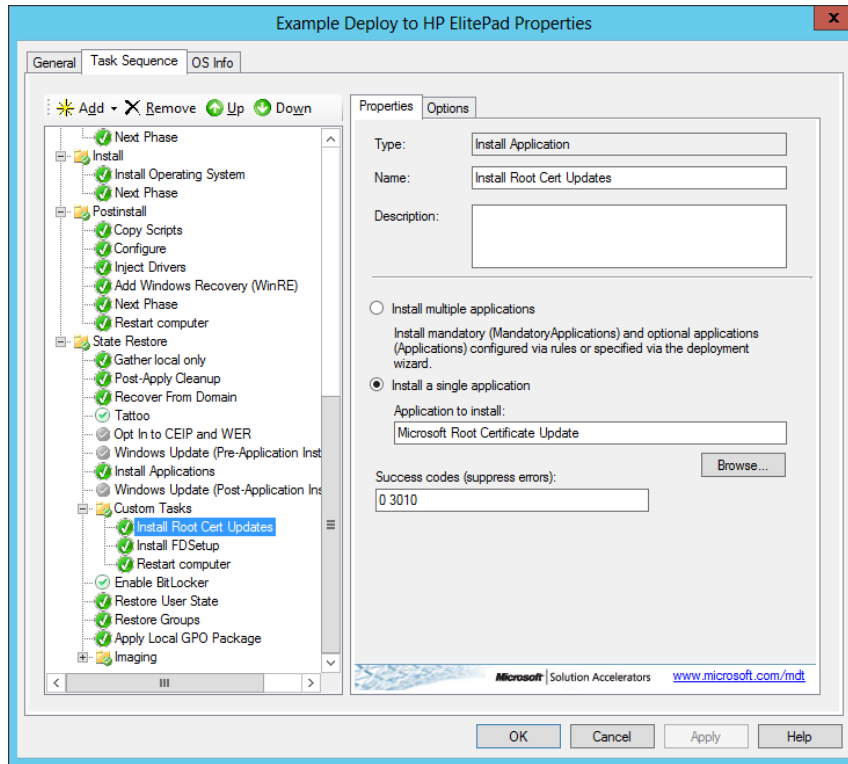 Example Deploy to HP ElitePad Properties
x
General
Task Sequence
OS Info
Add
Remove
Up
Down
Next Phase
Install
Install Operating System
Next Phase
Postinstall
Copy Scripts
Configure
Inject Drivers
Add Windows Recovery (WinRE)
Next Phase
Restart computer
State Restore
Gather local only
Post-Apply Cleanup
Recover From Domain
Tattoo
Opt In to CEIP and WER
Windows Update (Pre-Application Inst
Install Applications
Windows Update (Post-Application Ins
Custom Tasks
Install Root Cert Updates
Install FDSetup
Restart computer
Enable BitLocker
Restore User State
Restore Groups
Apply Local GPO Package
Imaging
Properties
Options
Type:
Install Application
Name:
Install Root Cert Updates
Description:
Install multiple applications
Install mandatory (MandatoryApplications) and optional applications
(Applications) configured via rules or specified via the deployment
wizard.
Install a single application
Application to install:
Microsoft Root Certificate Update
Browse...
Success codes (suppress errors):
0 3010
Microsoft Solution Accelerators
www.microsoft.com/mdt
OK
Cancel
Apply
Help